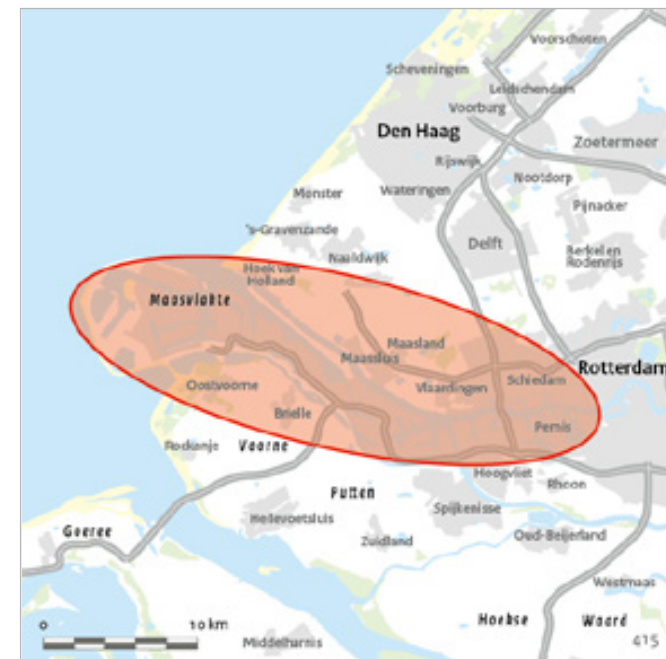 Voorschoten
Scheveningen
Leidschendam
Voorburg
Den Haag
Zoetermeer
Rijswijk
Nootdorp
Wateringen
Monster
Pijnacker
's-Gravenzande
Delft
Berkel en
Rodenrijs
Naaldwijk
Hoek van
Holland
Maasvlakte
Maasland
Maassluis
Rotterdam
Schiedam
Vlaardingen
Oostvoorne
Brielle
Pernis
Rockanje
Voorne
Hoogvliet
Rhoon
Putten
Spijkenisse
Hellevoetsluis
Goeree
Zuidland
Oud-Beijerland
Westmaas
0 10 km
Hoekse Waard
Middelharnis
415